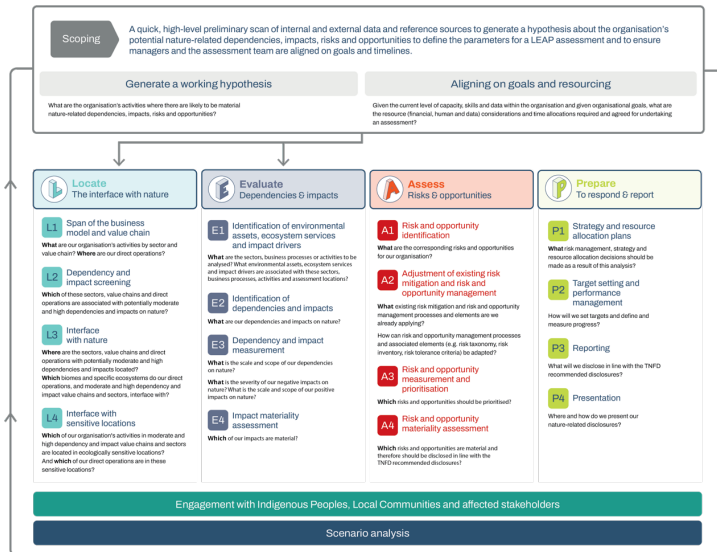 Scoping
A quick, high-level preliminary scan of internal and external data and reference sources to generate a hypothesis about the organisation's
potential nature-related dependencies, impacts, risks and opportunities to define the parameters for a LEAP assessment and to ensure
managers and the assessment team are aligned on goals and timelines.
Generate a working hypothesis
What are the organisation's activities where there are likely to be material
nature-related dependencies, impacts, risks and opportunities?
Aligning on goals and resourcing
Given the current level of capacity, skills and data within the organisation and given organisational goals, what are
the resource (financial, human and data) considerations and time allocations required and agreed for undertaking
an assessment?
L
Locate
The interface with nature
L1
Span of the business
model and value chain
What are our organisation's activities by sector and
value chain? Where are our direct operations?
L2
Dependency and
impact screening
Which of these sectors, value chains and direct
operations are associated with potentially moderate
and high dependencies and impacts on nature?
L3
Interface
with nature
Where are the sectors, value chains and direct
operations with potentially moderate and high
dependencies and impacts located?
Which biomes and specific ecosystems do our direct
operations, and moderate and high dependency and
impact value chains and sectors, interface with?
L4
Interface with
sensitive locations
Which of our organisation's activities in moderate and
high dependency and impact value chains and sectors
are located in ecologically sensitive locations?
And which of our direct operations are in these
sensitive locations?
E
Evaluate
Dependencies & impacts
E1
Identification of environmental
assets, ecosystem services
and impact drivers
What are the sectors, business processes or activities to be
analysed? What environmental assets, ecosystem services
and impact drivers are associated with these sectors,
business processes, activities and assessment locations?
E2
Identification of
dependencies and impacts
What are our dependencies and impacts on nature?
E3
Dependency and impact
measurement
What is the scale and scope of our dependencies
on nature?
What is the severity of our negative impacts on
nature? What is the scale and scope of our positive
impacts on nature?
E4
Impact materiality
assessment
Which of our impacts are material?
A
Assess
Risks & opportunities
A1
Risk and opportunity
identification
What are the corresponding risks and opportunities
for our organisation?
A2
Adjustment of existing risk
mitigation and risk and
opportunity management
What existing risk mitigation and risk and opportunity
management processes and elements are we
already applying?
How can risk and opportunity management processes and
associated elements (e.g. risk taxonomy, risk
inventory, risk tolerance criteria) be adapted?
A3
Risk and opportunity
measurement and
prioritisation
Which risks and opportunities should be prioritised?
A4
Risk and opportunity
materiality assessment
Which risks and opportunities are material and
therefore should be disclosed in line with the
TNFD recommended disclosures?
P
Prepare
To respond & report
P1
Strategy and resource
allocation plans
What risk management, strategy and
resource allocation decisions should be
made as a result of this analysis?
P2
Target setting and
performance
management
How will we set targets and define and
measure progress?
P3
Reporting
What will we disclose in line with the TNFD
recommended disclosures?
P4
Presentation
Where and how do we present our
nature-related disclosures?
Engagement with Indigenous Peoples, Local Communities and affected stakeholders
Scenario analysis